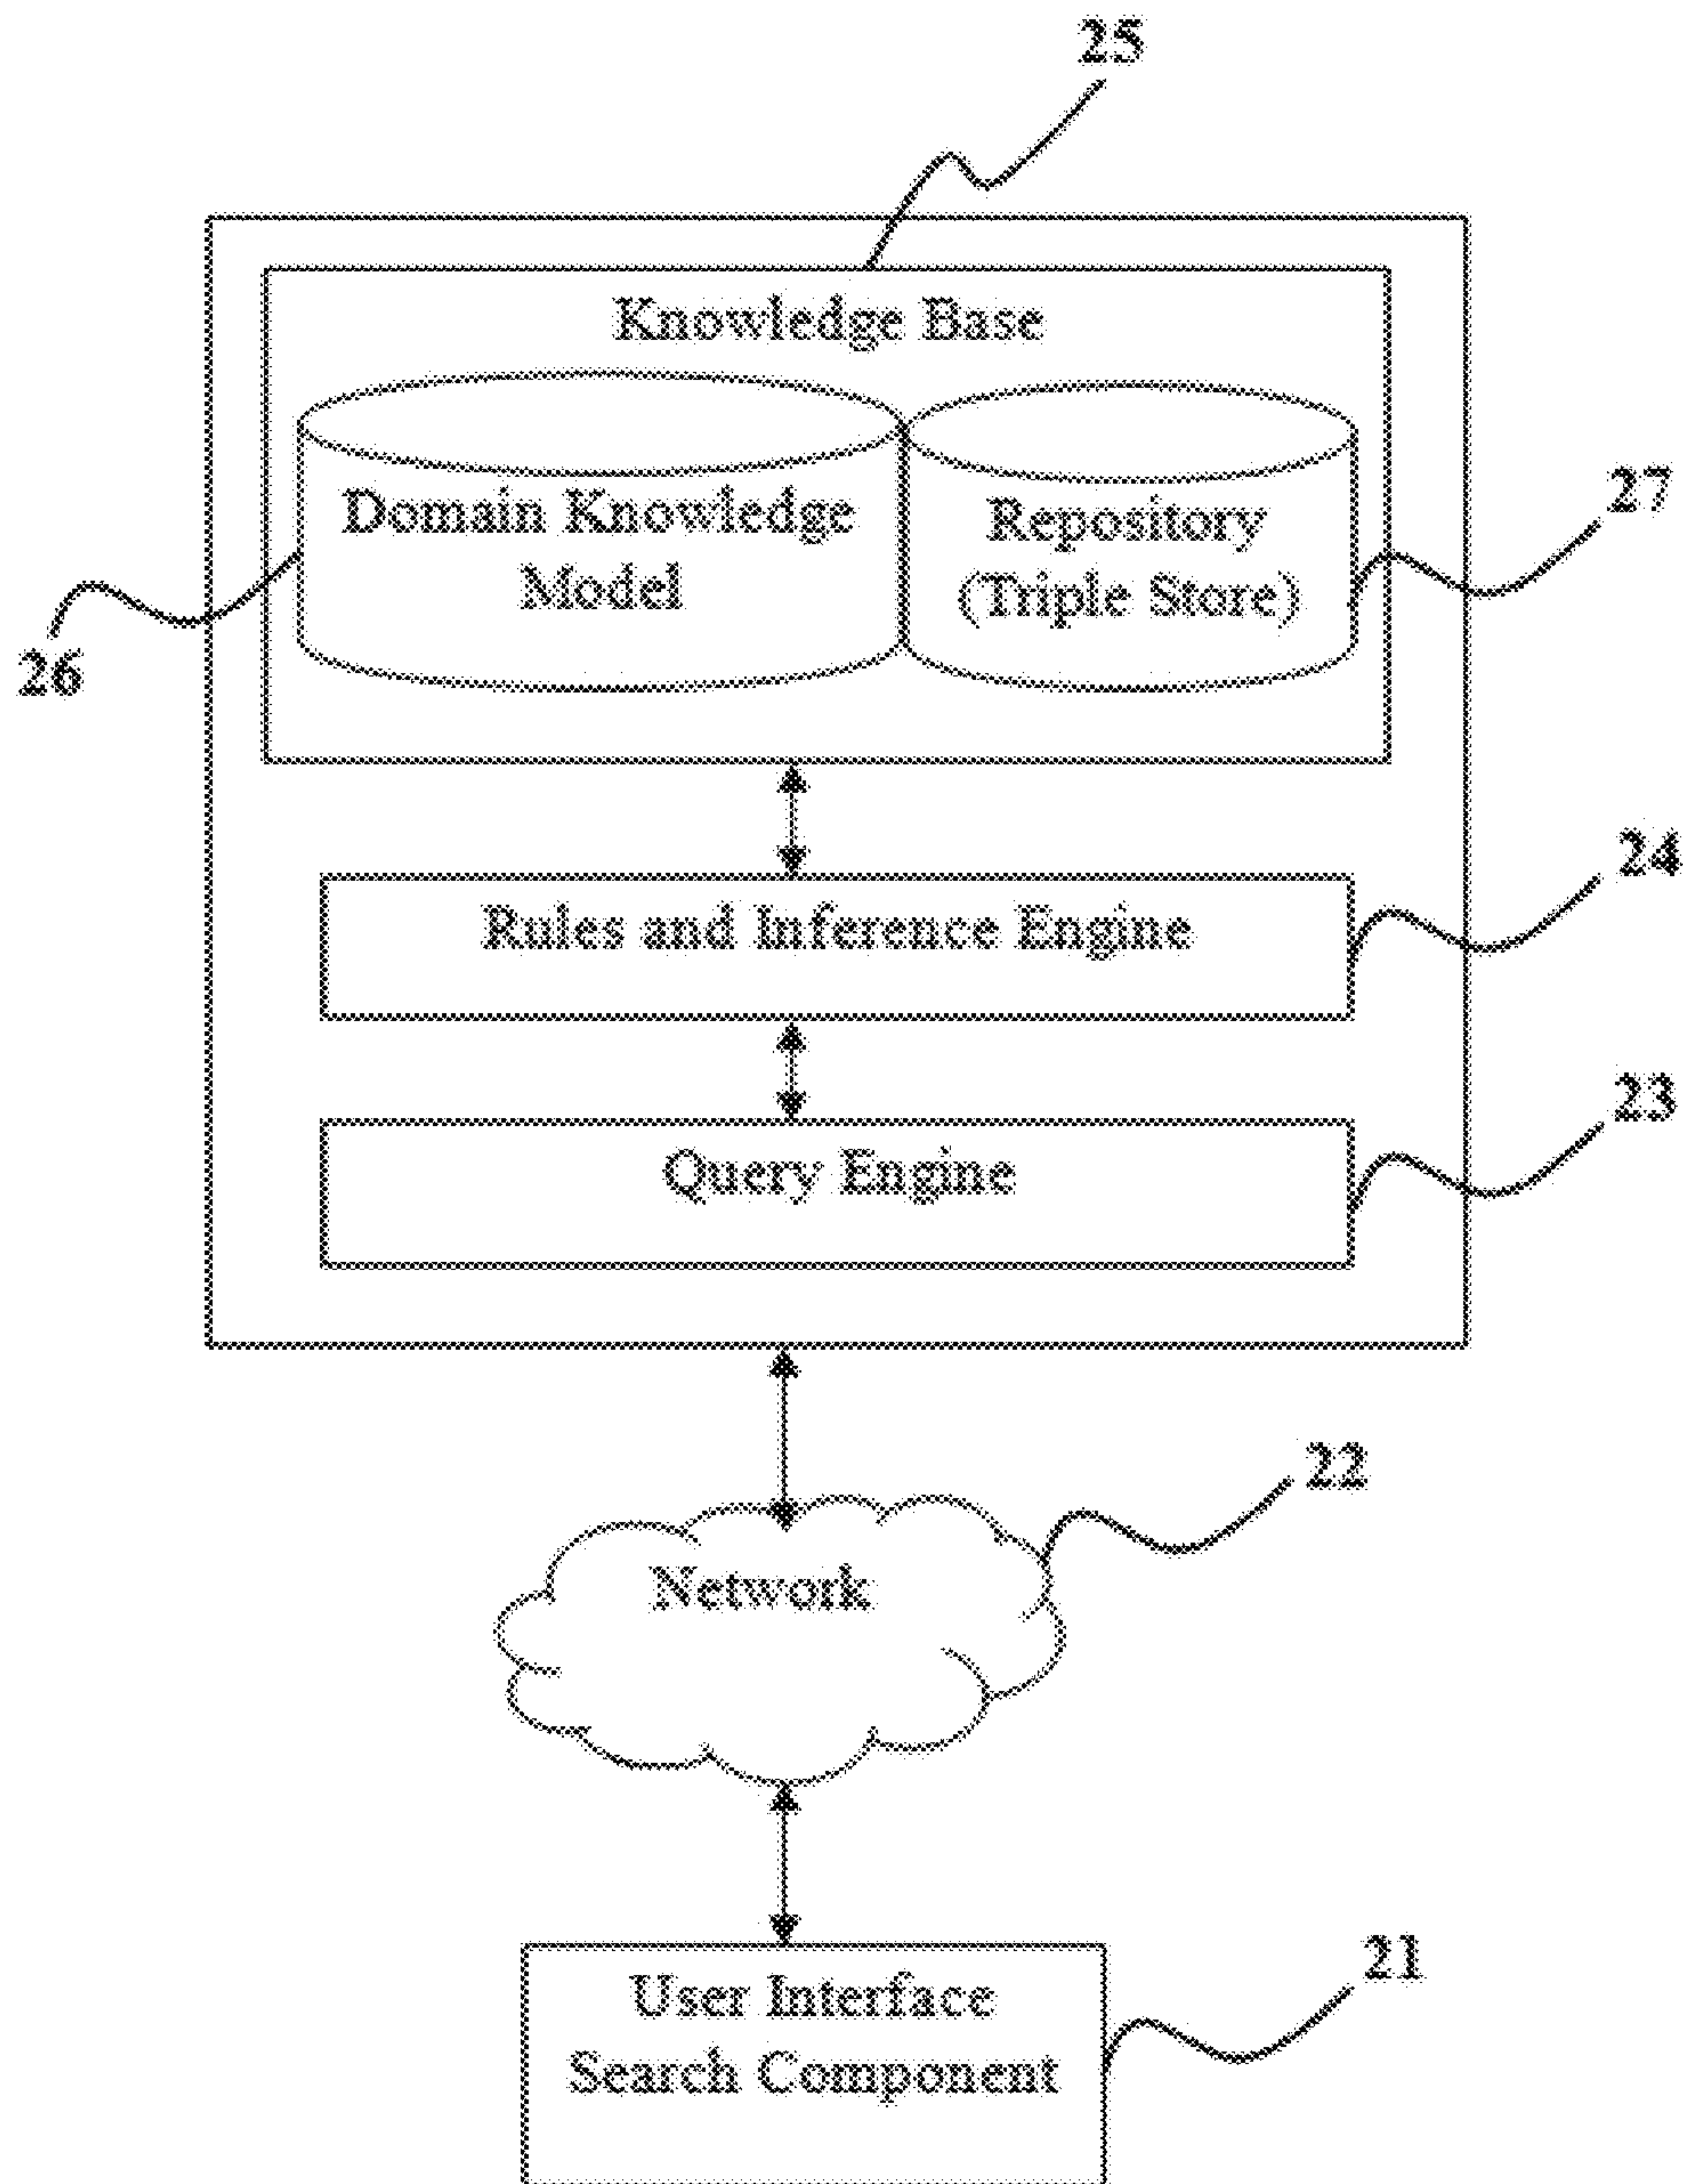 25
Knowledge Base
Domain Knowledge
Model
Repository
(Triple Store)
27
26
Rules and Inference Engine
24
Query Engine
23
22
Network
21
User Interface
Search Component